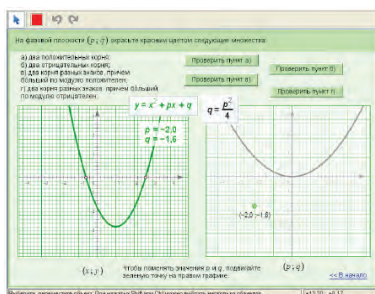 На фазовой плоскости (p; q) окрасьте красным цветом следующие множества:
а) два положительных корня;
б) два отрицательных корня;
в) два корня разных знаков, причем
больший по модулю положителен;
г) два корня разных знаков, причем больший
по модулю отрицателен.
Проверить пункт а)
Проверить пункт б)
Проверить пункт в)
Проверить пункт г)
y = x² + px + q
p = −2,0
q = −1,6
q = p²/4
(−2,0; −1,6)
(x; y)
Чтобы поменять значения p и q, подвигайте
зеленую точку на правом графике.
(p; q)
<< В начало